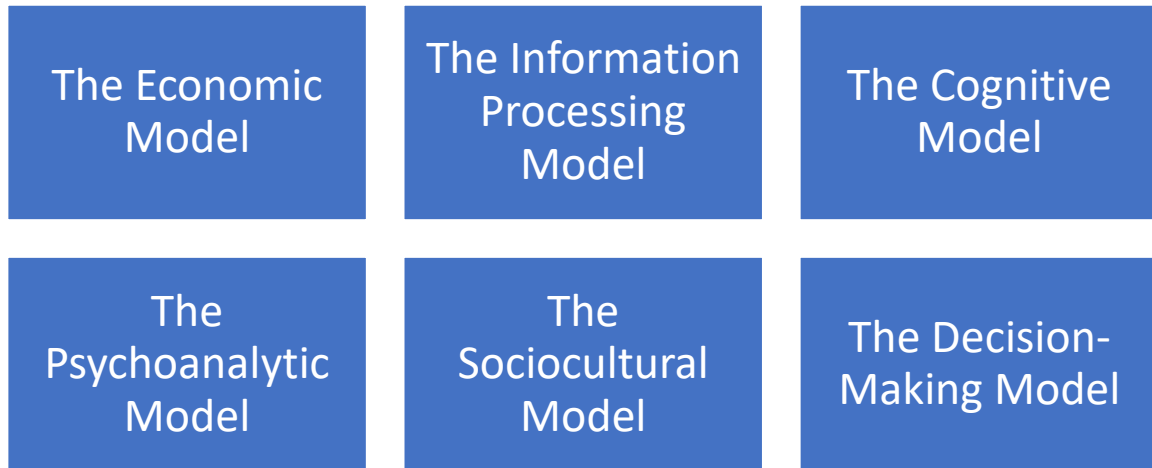 The Economic
Model
The Information
Processing
Model
The Cognitive
Model
The
Psychoanalytic
Model
The
Sociocultural
Model
The Decision-
Making Model